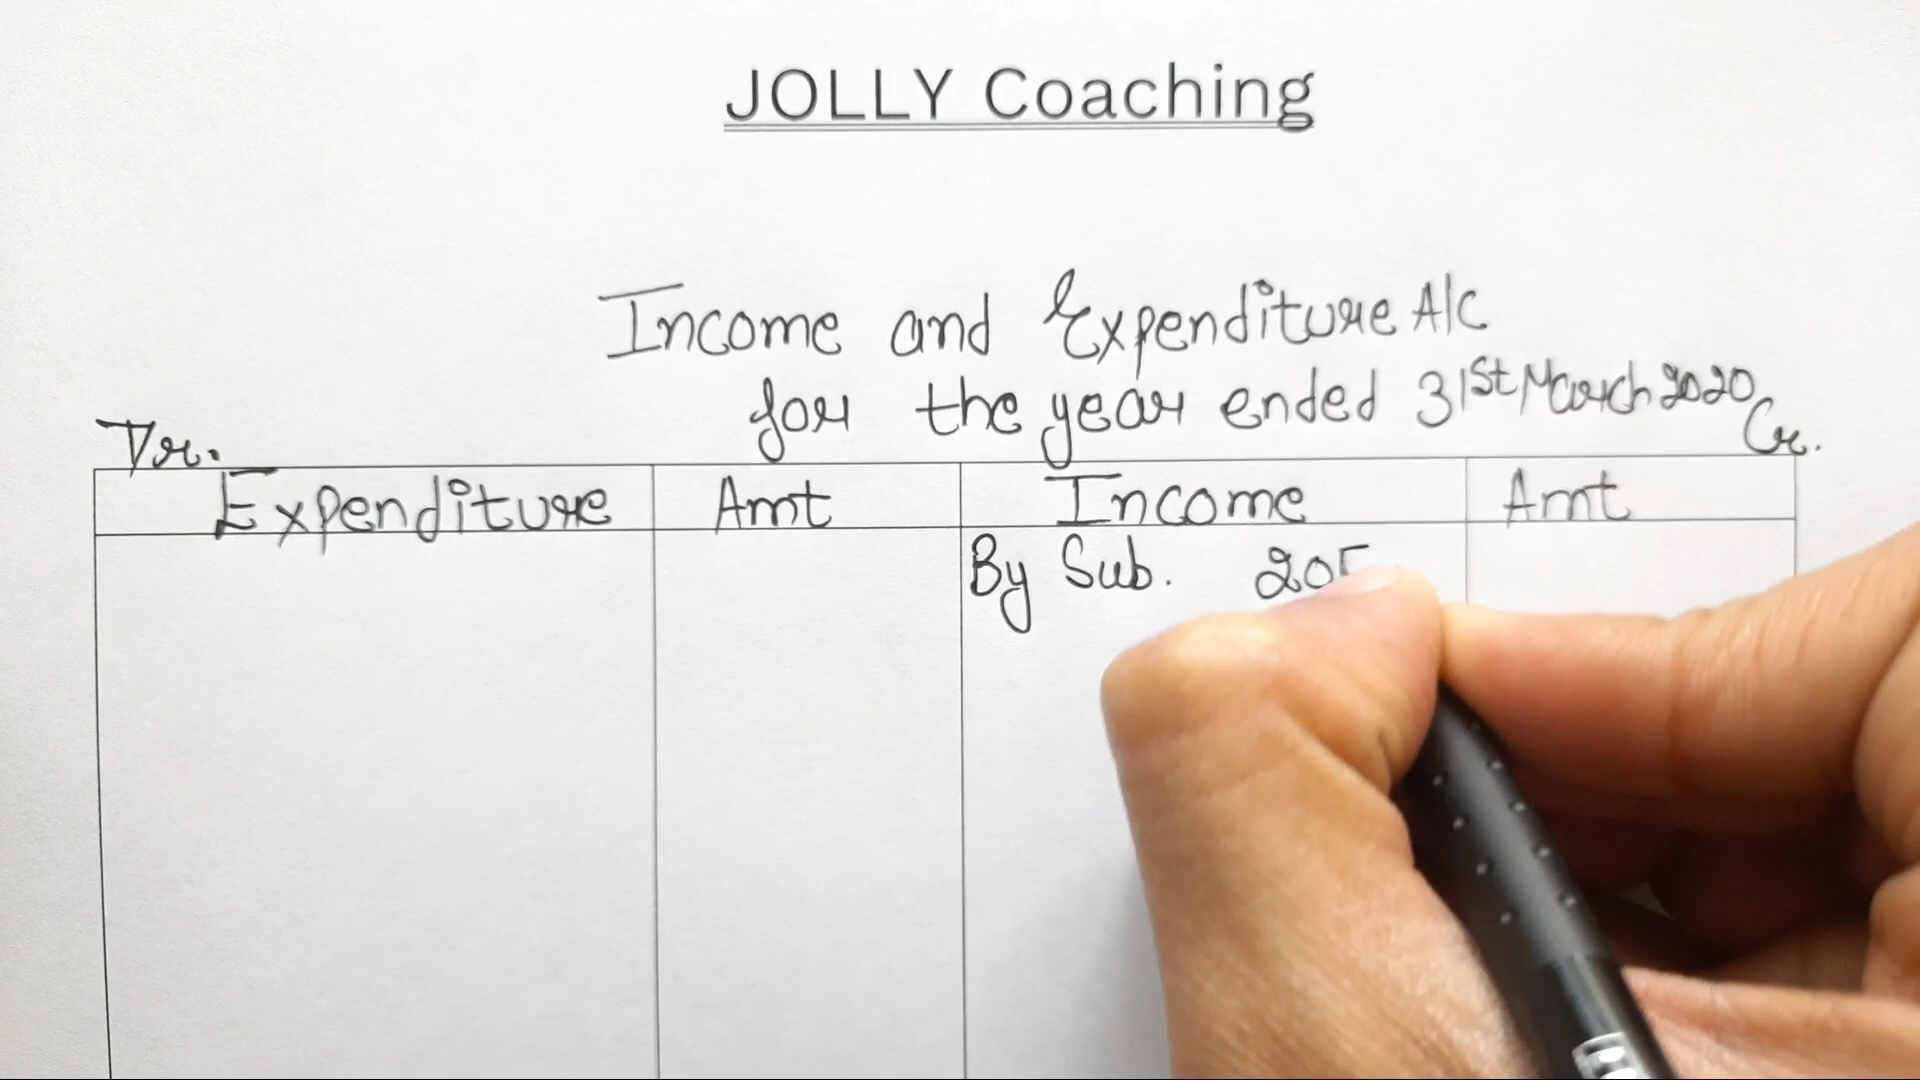 JOLLY Coaching
Income and Expenditure A/C
for the year ended 31st March 2020
Dr. Cr.
Expenditure Amt Income Amt
By Sub. 205